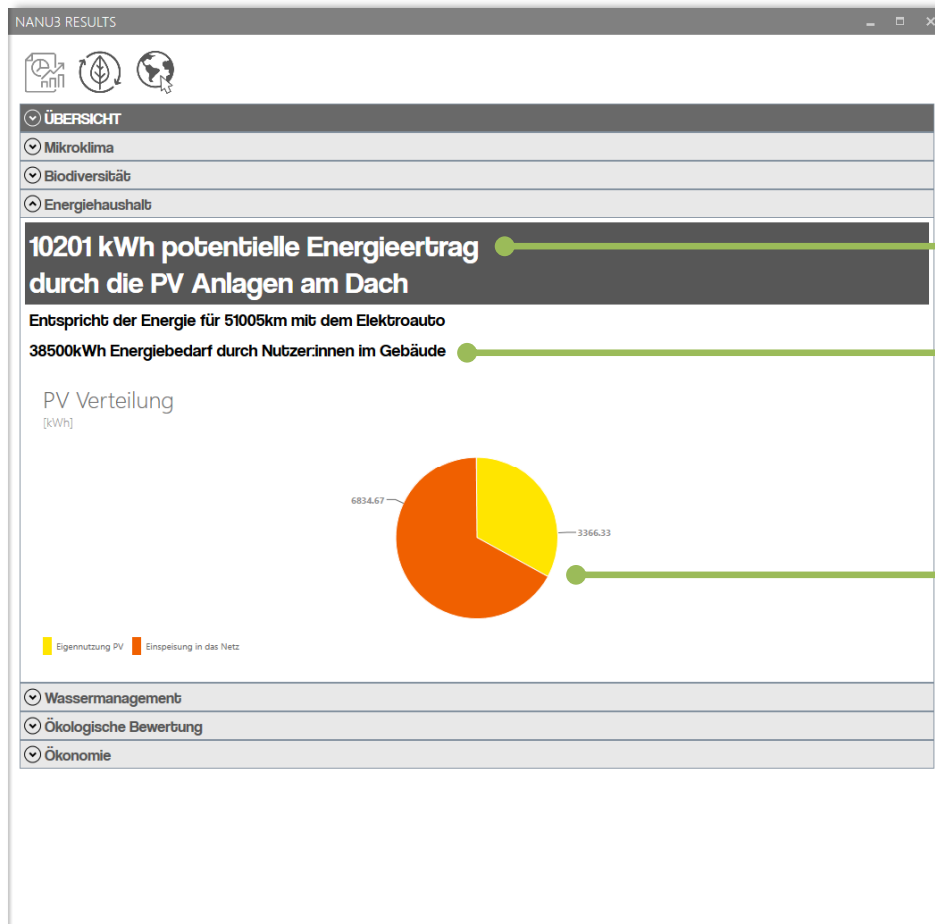 NANU3 RESULTS
ÜBERSICHT
Mikroklima
Biodiversität
Energiehaushalt
10201 kWh potentielle Energieertrag
durch die PV Anlagen am Dach
Entspricht der Energie für 51005km mit dem Elektroauto
38500kWh Energiebedarf durch Nutzer:innen im Gebäude
PV Verteilung
[kWh]
6834.67
3366.33
Eigennutzung PV Einspeisung in das Netz
Wassermanagement
Ökologische Bewertung
Ökonomie